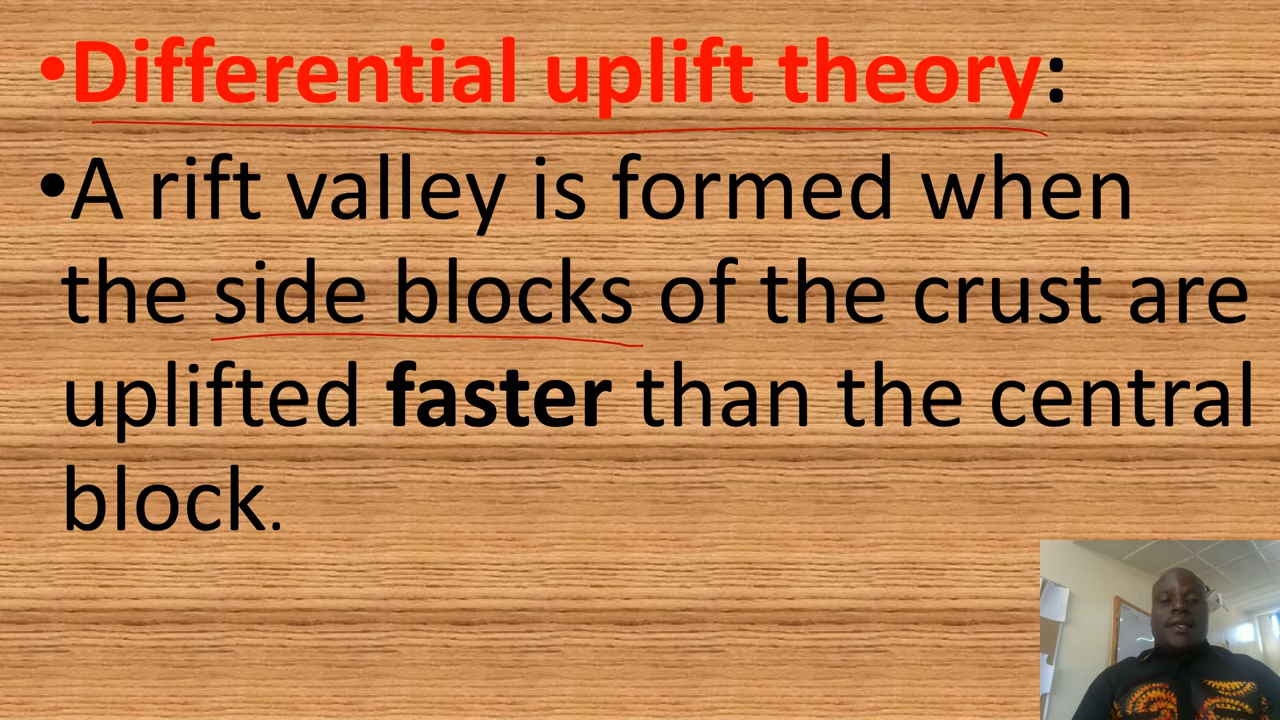 •Differential uplift theory:
•A rift valley is formed when
the side blocks of the crust are
uplifted faster than the central
block.